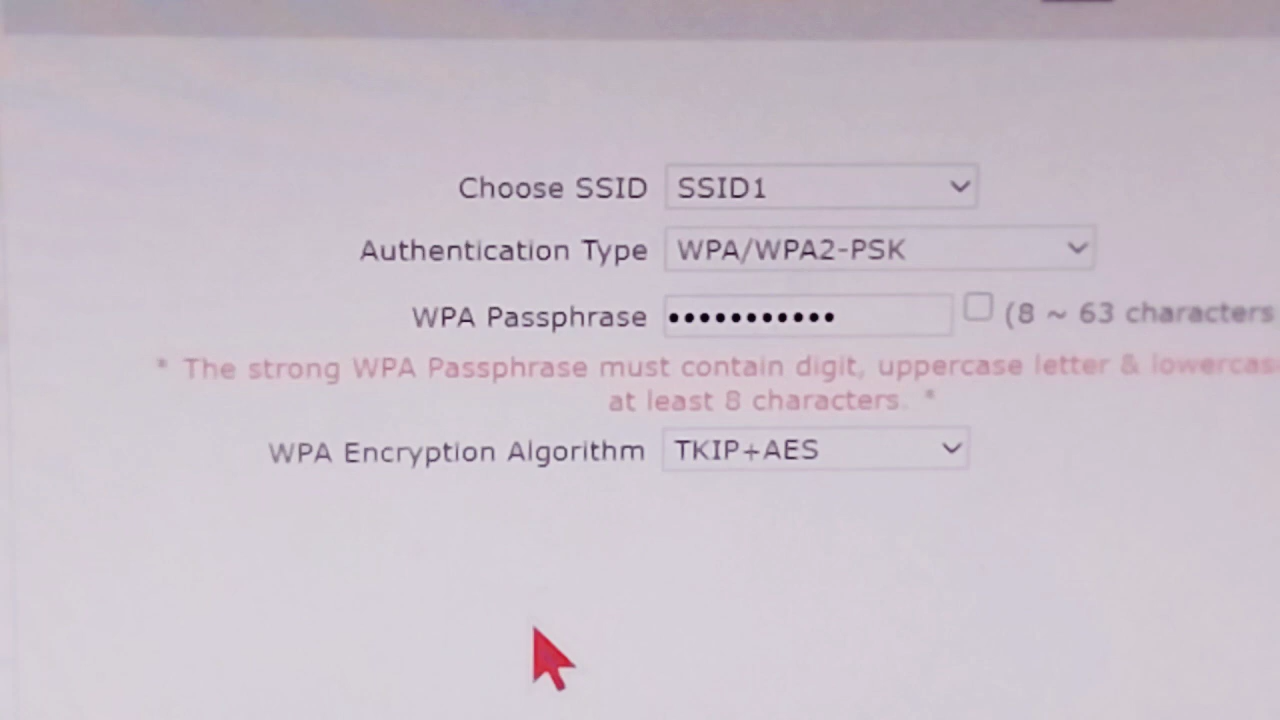 Choose SSID SSID1
Authentication Type WPA/WPA2-PSK
WPA Passphrase ••••••••••• (8 ~ 63 characters
* The strong WPA Passphrase must contain digit, uppercase letter & lowercas
at least 8 characters. *
WPA Encryption Algorithm TKIP+AES